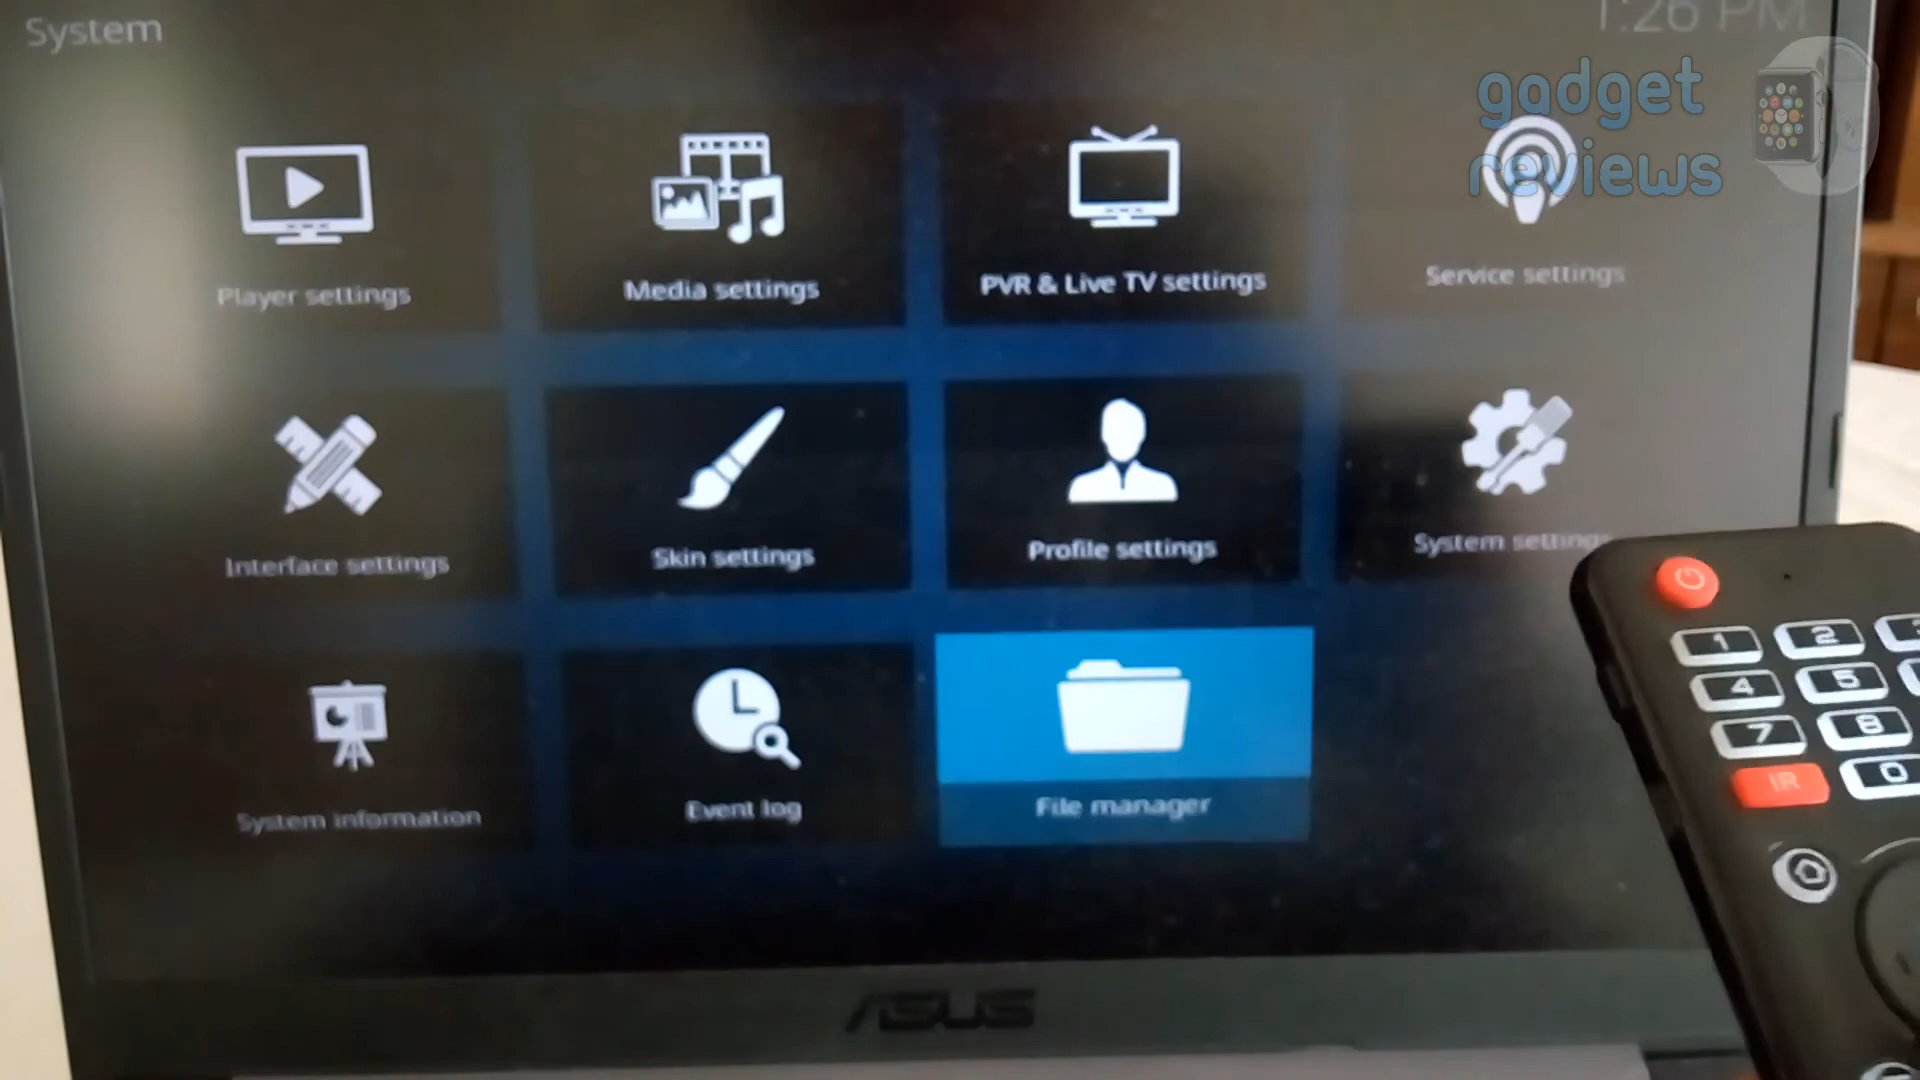 System
1:26 PM
gadget
reviews
Player settings
Media settings
PVR & Live TV settings
Service settings
Interface settings
Skin settings
Profile settings
System settings
System information
Event log
File manager
1 2
4 5
7 8
IR 0
ASUS